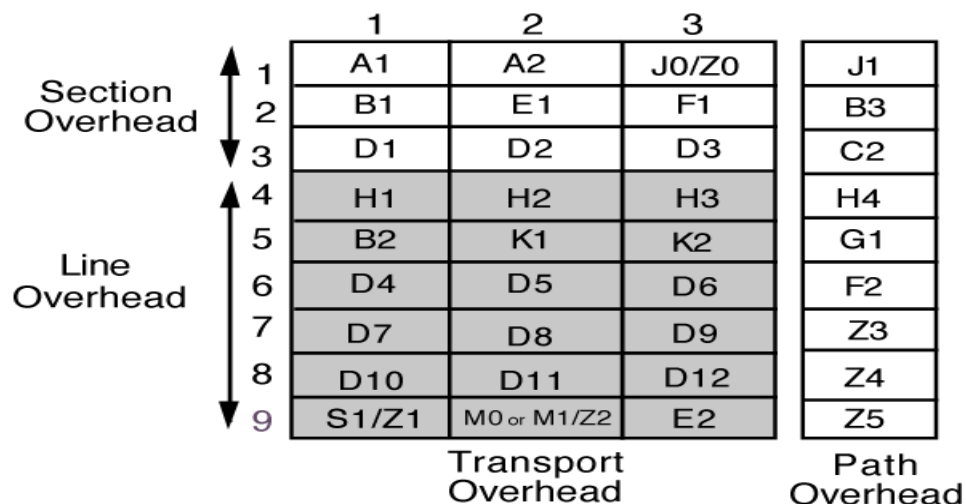 1 2 3
1 A1 A2 J0/Z0 J1
Section
Overhead
2 B1 E1 F1 B3
3 D1 D2 D3 C2
4 H1 H2 H3 H4
5 B2 K1 K2 G1
Line
Overhead
6 D4 D5 D6 F2
7 D7 D8 D9 Z3
8 D10 D11 D12 Z4
9 S1/Z1 M0 or M1/Z2 E2 Z5
Transport
Overhead
Path
Overhead